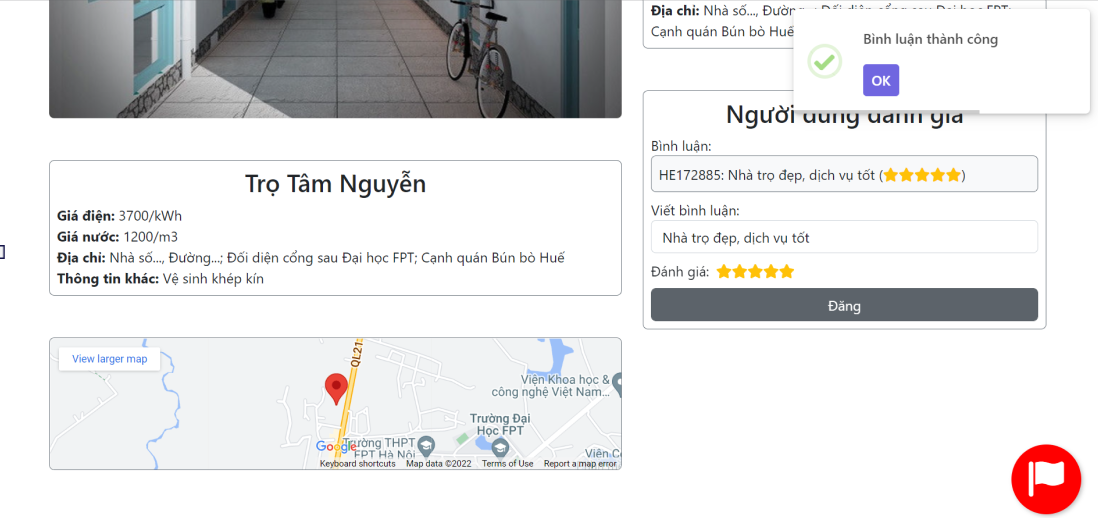 Trọ Tâm Nguyễn
Giá điện: 3700/kWh
Giá nước: 1200/m3
Địa chỉ: Nhà số..., Đường...; Đối diện cổng sau Đại học FPT; Cạnh quán Bún bò Huế
Thông tin khác: Vệ sinh khép kín
View larger map
QL21
Viện Khoa học &
công nghệ Việt Nam...
Trường Đại
Học FPT
Trường THPT
FPT Hà Nội
Viện
Google
Keyboard shortcuts Map data ©2022 Terms of Use Report a map error
Địa chỉ: Nhà số..., Đường...; Đối diện cổng sau Đại học FPT;
Cạnh quán Bún bò Huế
Bình luận thành công
OK
Người dùng đánh giá
Bình luận:
HE172885: Nhà trọ đẹp, dịch vụ tốt (★★★★★)
Viết bình luận:
Nhà trọ đẹp, dịch vụ tốt
Đánh giá: ★★★★★
Đăng